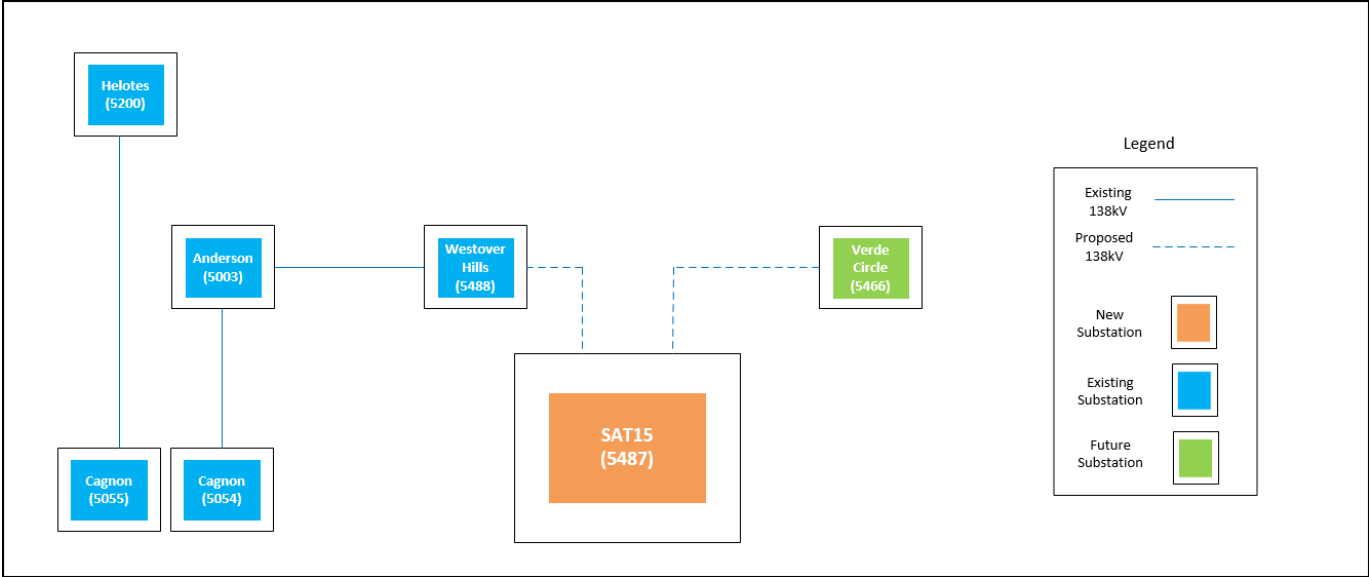 Helotes
(5200)
Legend
Existing
138kV
Proposed
138kV
Anderson
(5003)
Westover
Hills
(5488)
Verde
Circle
(5466)
New
Substation
Existing
Substation
SAT15
(5487)
Future
Substation
Cagnon
(5055)
Cagnon
(5054)